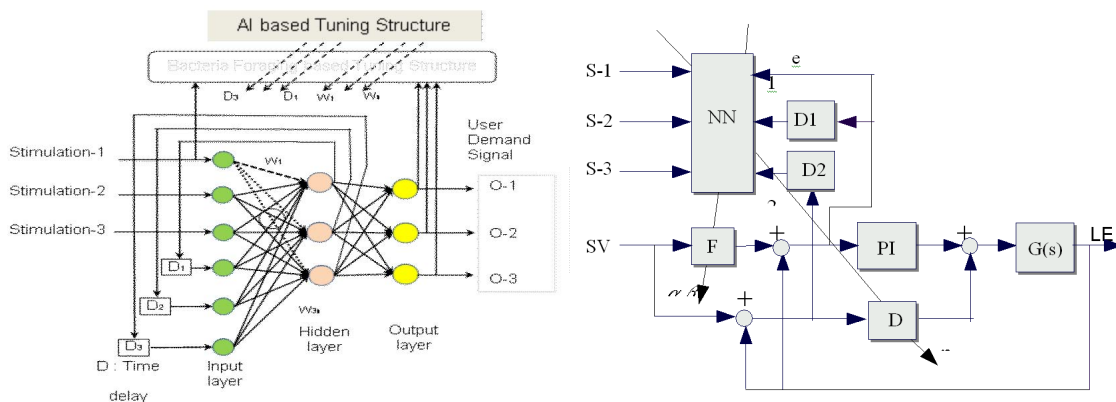 AI based Tuning Structure
Bacteria Foraging based Tuning Structure
D3 D1 W1 W3
User
Demand
Signal
Stimulation-1
Stimulation-2
Stimulation-3
W1
O-1
O-2
O-3
D1
D2
D3
W3s
Hidden
layer
Output
layer
Input
layer
D : Time
delay
S-1
S-2
S-3
NN
e
1
D1
D2
2
SV
F
+
PI
+
G(s)
LE
+
D